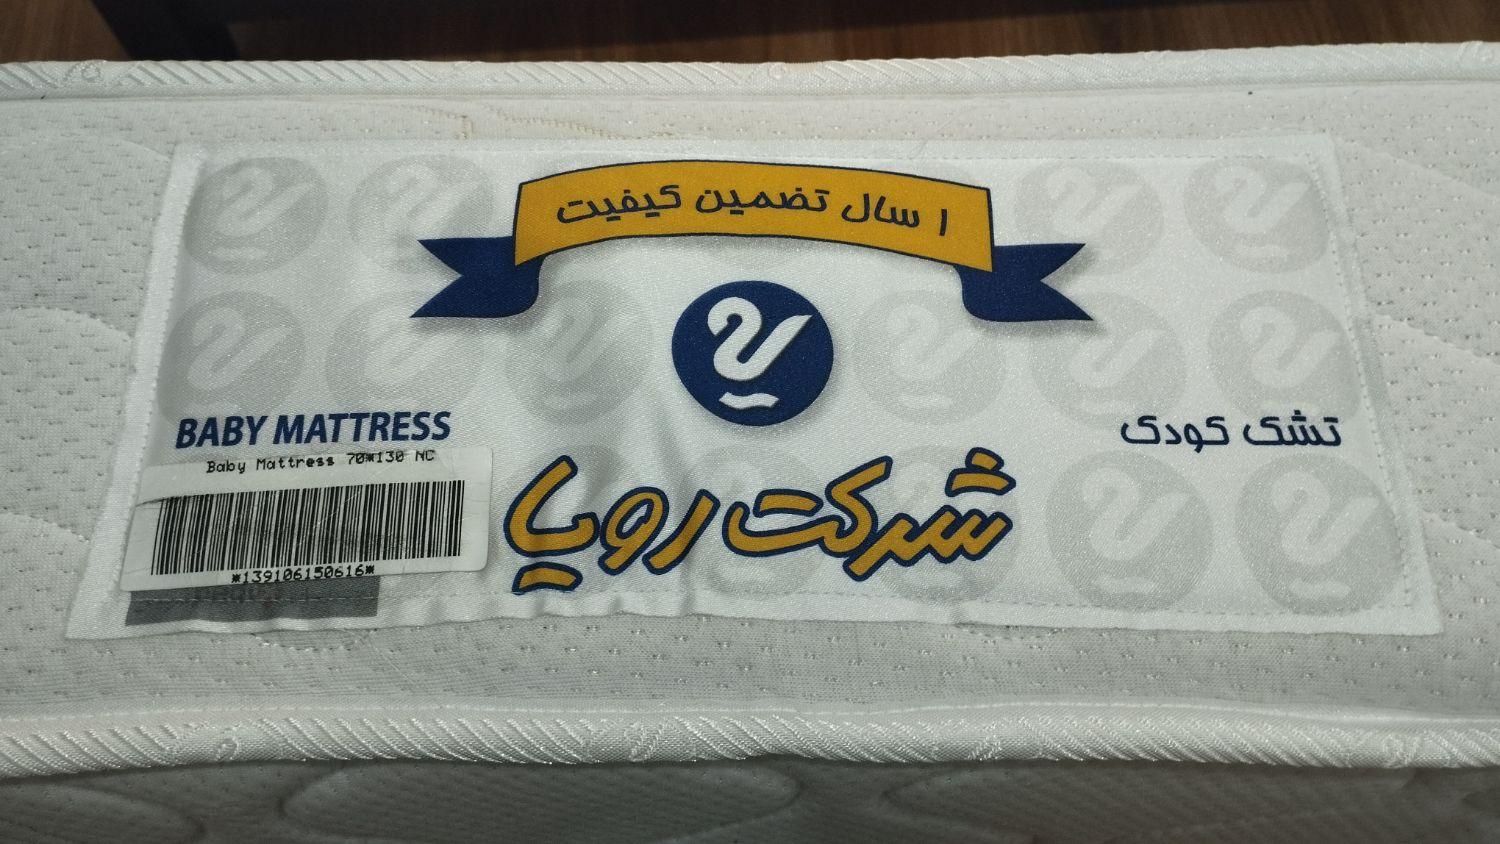 ۱ سال تضمین کیفیت
BABY MATTRESS
تشک کودک
Baby Mattress 70*130 NC
*139106150616*
شرکت رویا